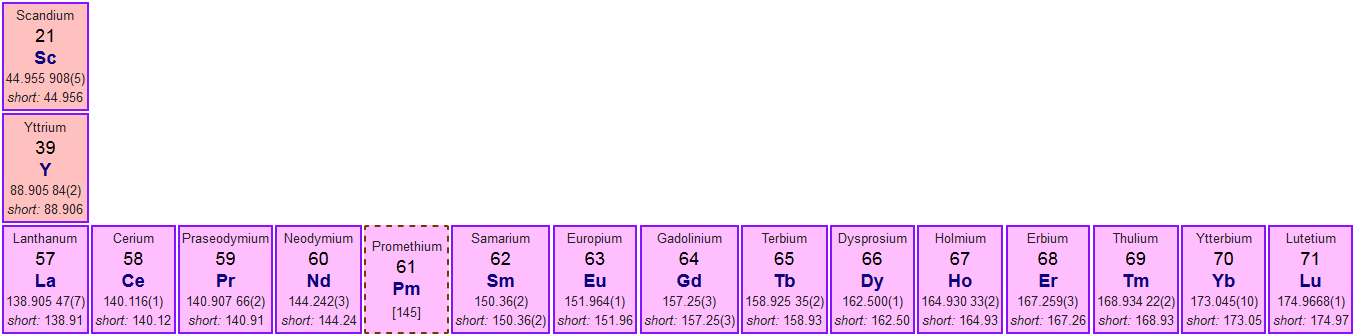 Scandium
21
Sc
44.955 908(5)
short: 44.956
Yttrium
39
Y
88.905 84(2)
short: 88.906
Lanthanum
57
La
138.905 47(7)
short: 138.91
Cerium
58
Ce
140.116(1)
short: 140.12
Praseodymium
59
Pr
140.907 66(2)
short: 140.91
Neodymium
60
Nd
144.242(3)
short: 144.24
Promethium
61
Pm
[145]
Samarium
62
Sm
150.36(2)
short: 150.36(2)
Europium
63
Eu
151.964(1)
short: 151.96
Gadolinium
64
Gd
157.25(3)
short: 157.25(3)
Terbium
65
Tb
158.925 35(2)
short: 158.93
Dysprosium
66
Dy
162.500(1)
short: 162.50
Holmium
67
Ho
164.930 33(2)
short: 164.93
Erbium
68
Er
167.259(3)
short: 167.26
Thulium
69
Tm
168.934 22(2)
short: 168.93
Ytterbium
70
Yb
173.045(10)
short: 173.05
Lutetium
71
Lu
174.9668(1)
short: 174.97